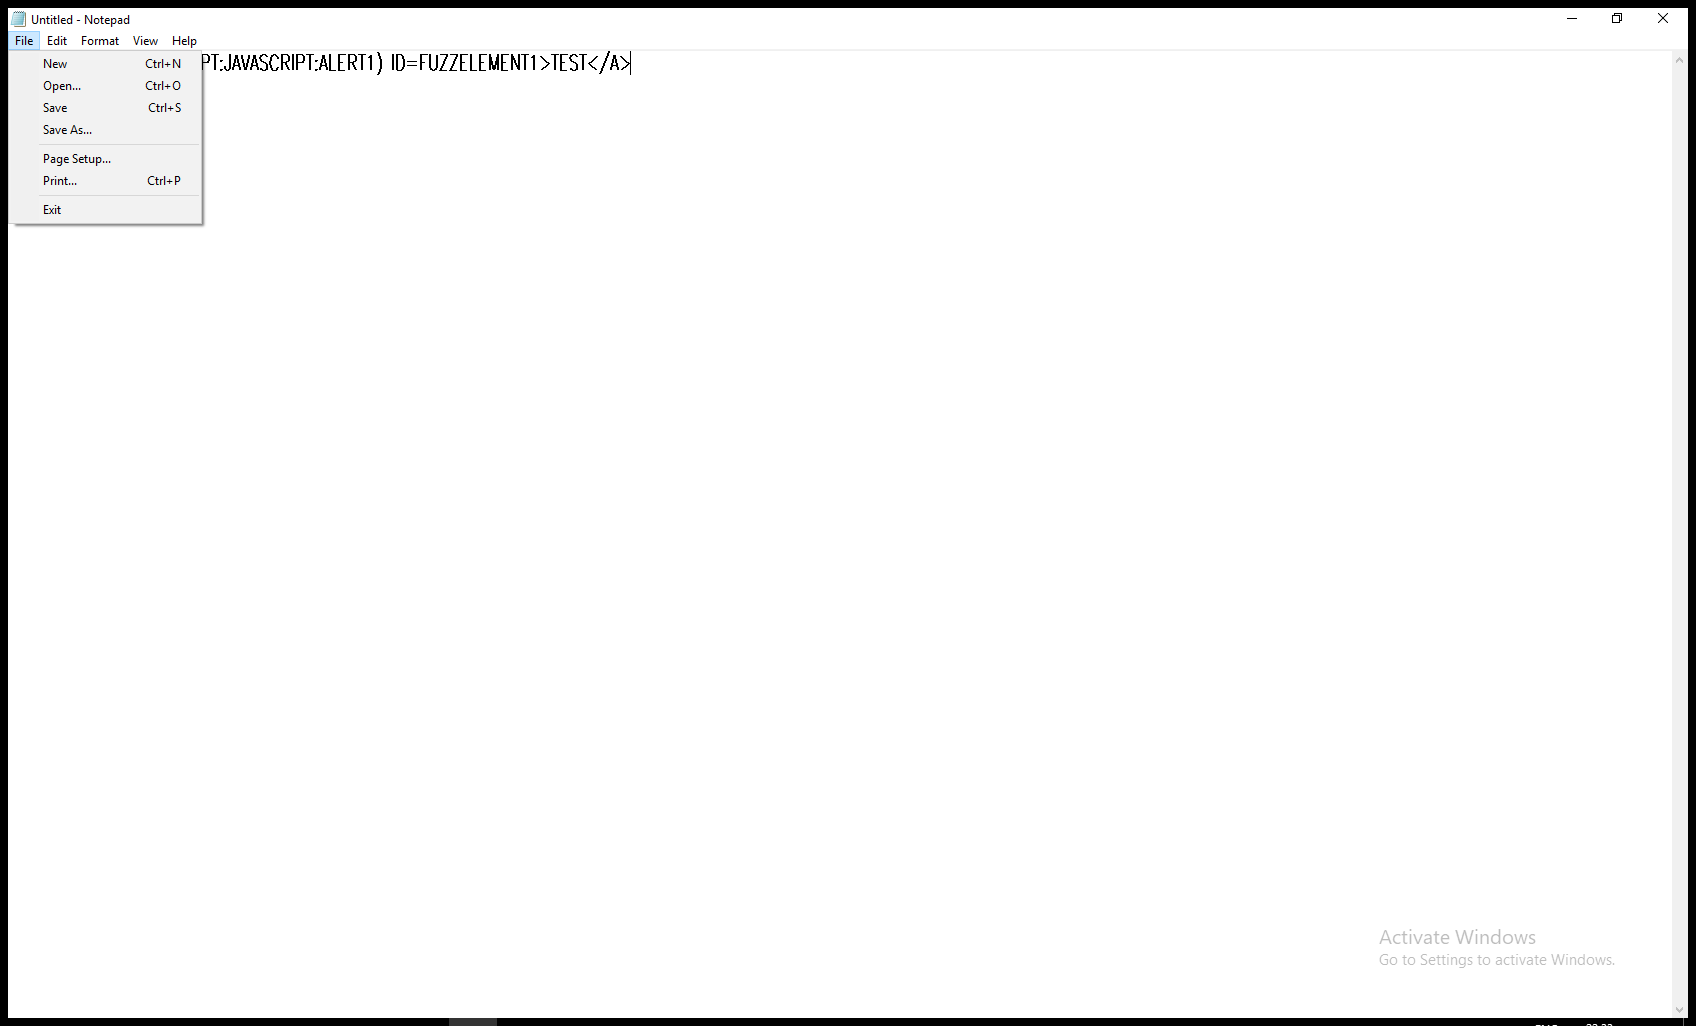 Untitled - Notepad
File Edit Format View Help
PT:JAVASCRIPT:ALERT1) ID=FUZZELEMENT1>TEST</A>
New Ctrl+N
Open... Ctrl+O
Save Ctrl+S
Save As...
Page Setup...
Print... Ctrl+P
Exit
Activate Windows
Go to Settings to activate Windows.